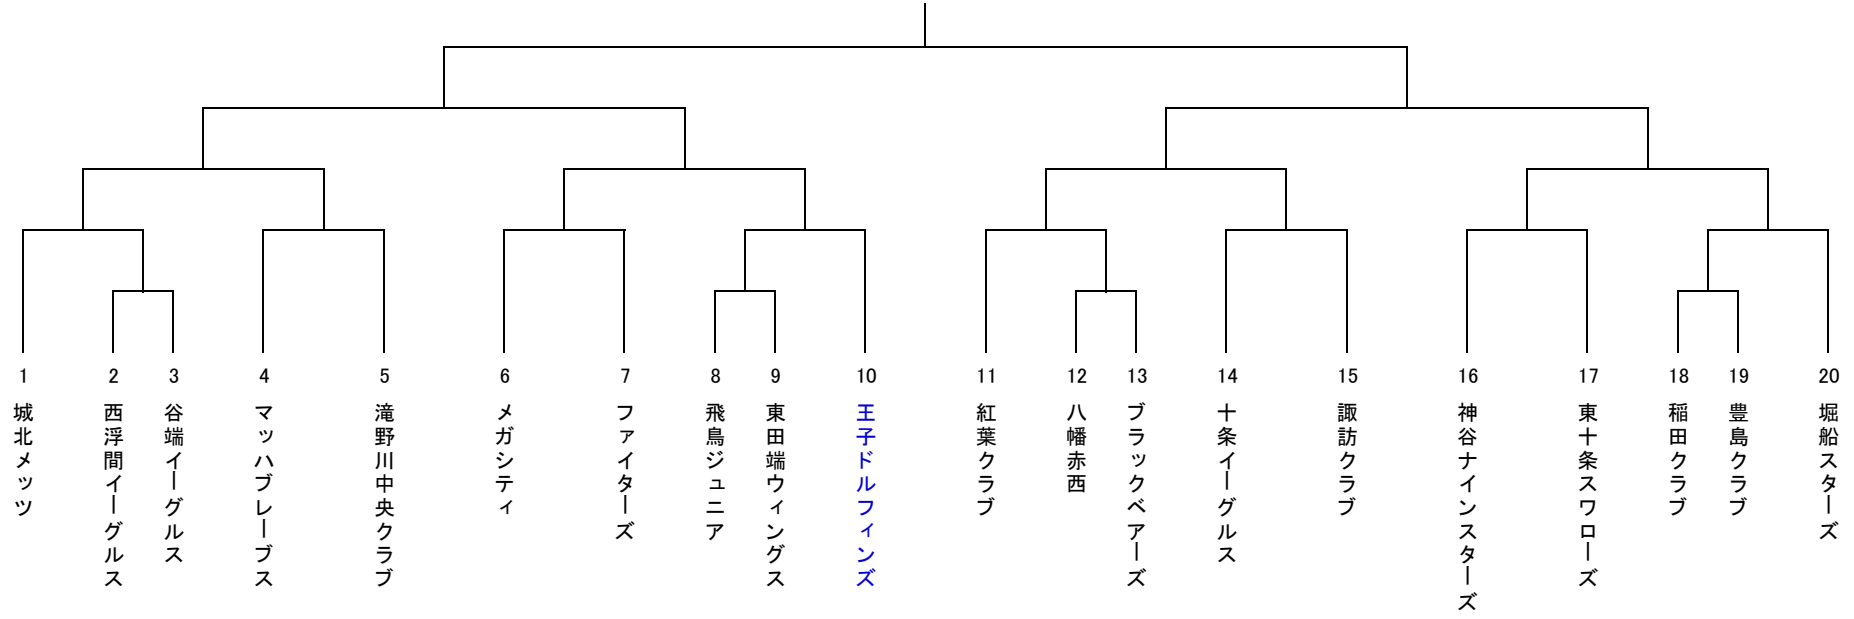 1
城北メッツ
2
西浮間イーグルス
3
谷端イーグルス
4
マッハブレーブス
5
滝野川中央クラブ
6
メガシティ
7
ファイターズ
8
飛鳥ジュニア
9
東田端ウィングス
10
王子ドルフィンズ
11
紅葉クラブ
12
八幡赤西
13
ブラックベアーズ
14
十条イーグルス
15
諏訪クラブ
16
神谷ナインスターズ
17
東十条スワローズ
18
稲田クラブ
19
豊島クラブ
20
堀船スターズ